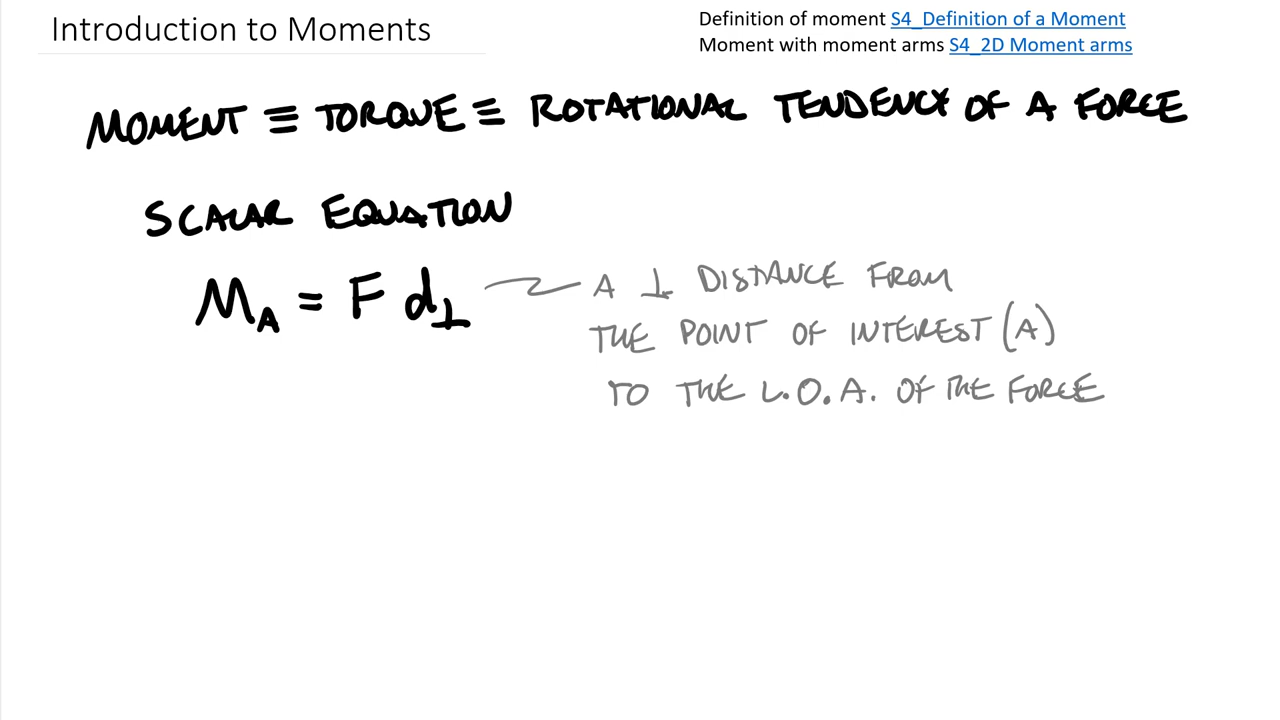 Introduction to Moments
Definition of moment S4_Definition of a Moment
Moment with moment arms S4_2D Moment arms
MOMENT ≡ TORQUE ≡ ROTATIONAL TENDENCY OF A FORCE
SCALAR EQUATION
M_A = F d_⊥
A ⊥ DISTANCE FROM
THE POINT OF INTEREST (A)
TO THE L.O.A. OF THE FORCE